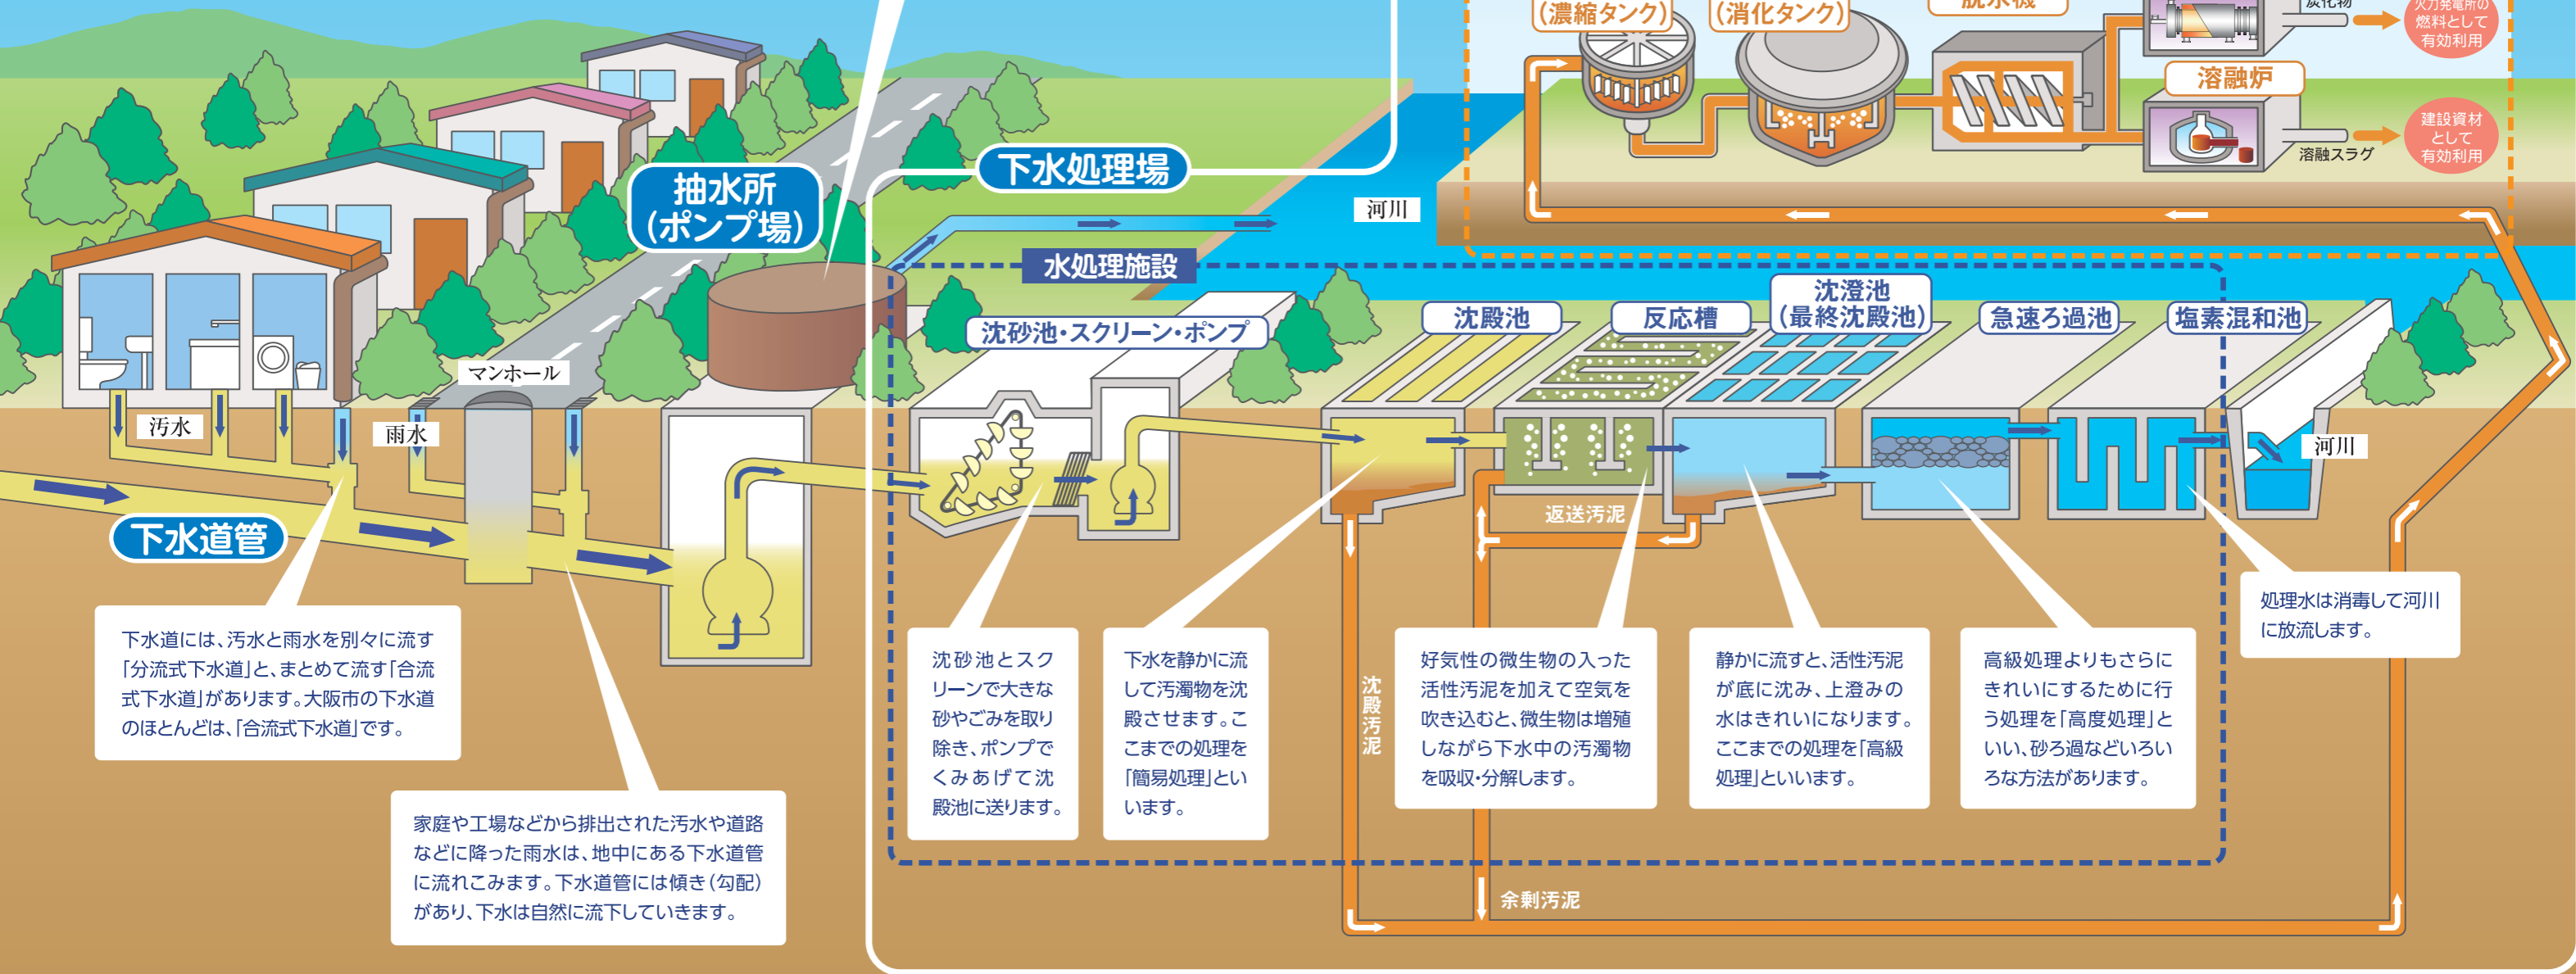 (濃縮タンク)
(消化タンク)
脱水機
炭化物
火力発電所の
燃料として
有効利用
溶融炉
溶融スラグ
建設資材
として
有効利用
抽水所
(ポンプ場)
下水処理場
河川
水処理施設
沈砂池・スクリーン・ポンプ
沈殿池
反応槽
沈澄池
(最終沈殿池)
急速ろ過池
塩素混和池
マンホール
汚水
雨水
河川
下水道管
返送汚泥
沈殿汚泥
余剰汚泥
下水道には、汚水と雨水を別々に流す
「分流式下水道」と、まとめて流す「合流
式下水道」があります。大阪市の下水道
のほとんどは、「合流式下水道」です。
家庭や工場などから排出された汚水や道路
などに降った雨水は、地中にある下水道管
に流れこみます。下水道管には傾き(勾配)
があり、下水は自然に流下していきます。
沈砂池とスク
リーンで大きな
砂やごみを取り
除き、ポンプで
くみあげて沈
殿池に送ります。
下水を静かに流
して汚濁物を沈
殿させます。こ
こまでの処理を
「簡易処理」とい
います。
好気性の微生物の入った
活性汚泥を加えて空気を
吹き込むと、微生物は増殖
しながら下水中の汚濁物
を吸収・分解します。
静かに流すと、活性汚泥
が底に沈み、上澄みの
水はきれいになります。
ここまでの処理を「高級
処理」といいます。
高級処理よりもさらに
きれいにするために行
う処理を「高度処理」と
いい、砂ろ過などいろい
ろな方法があります。
処理水は消毒して河川
に放流します。